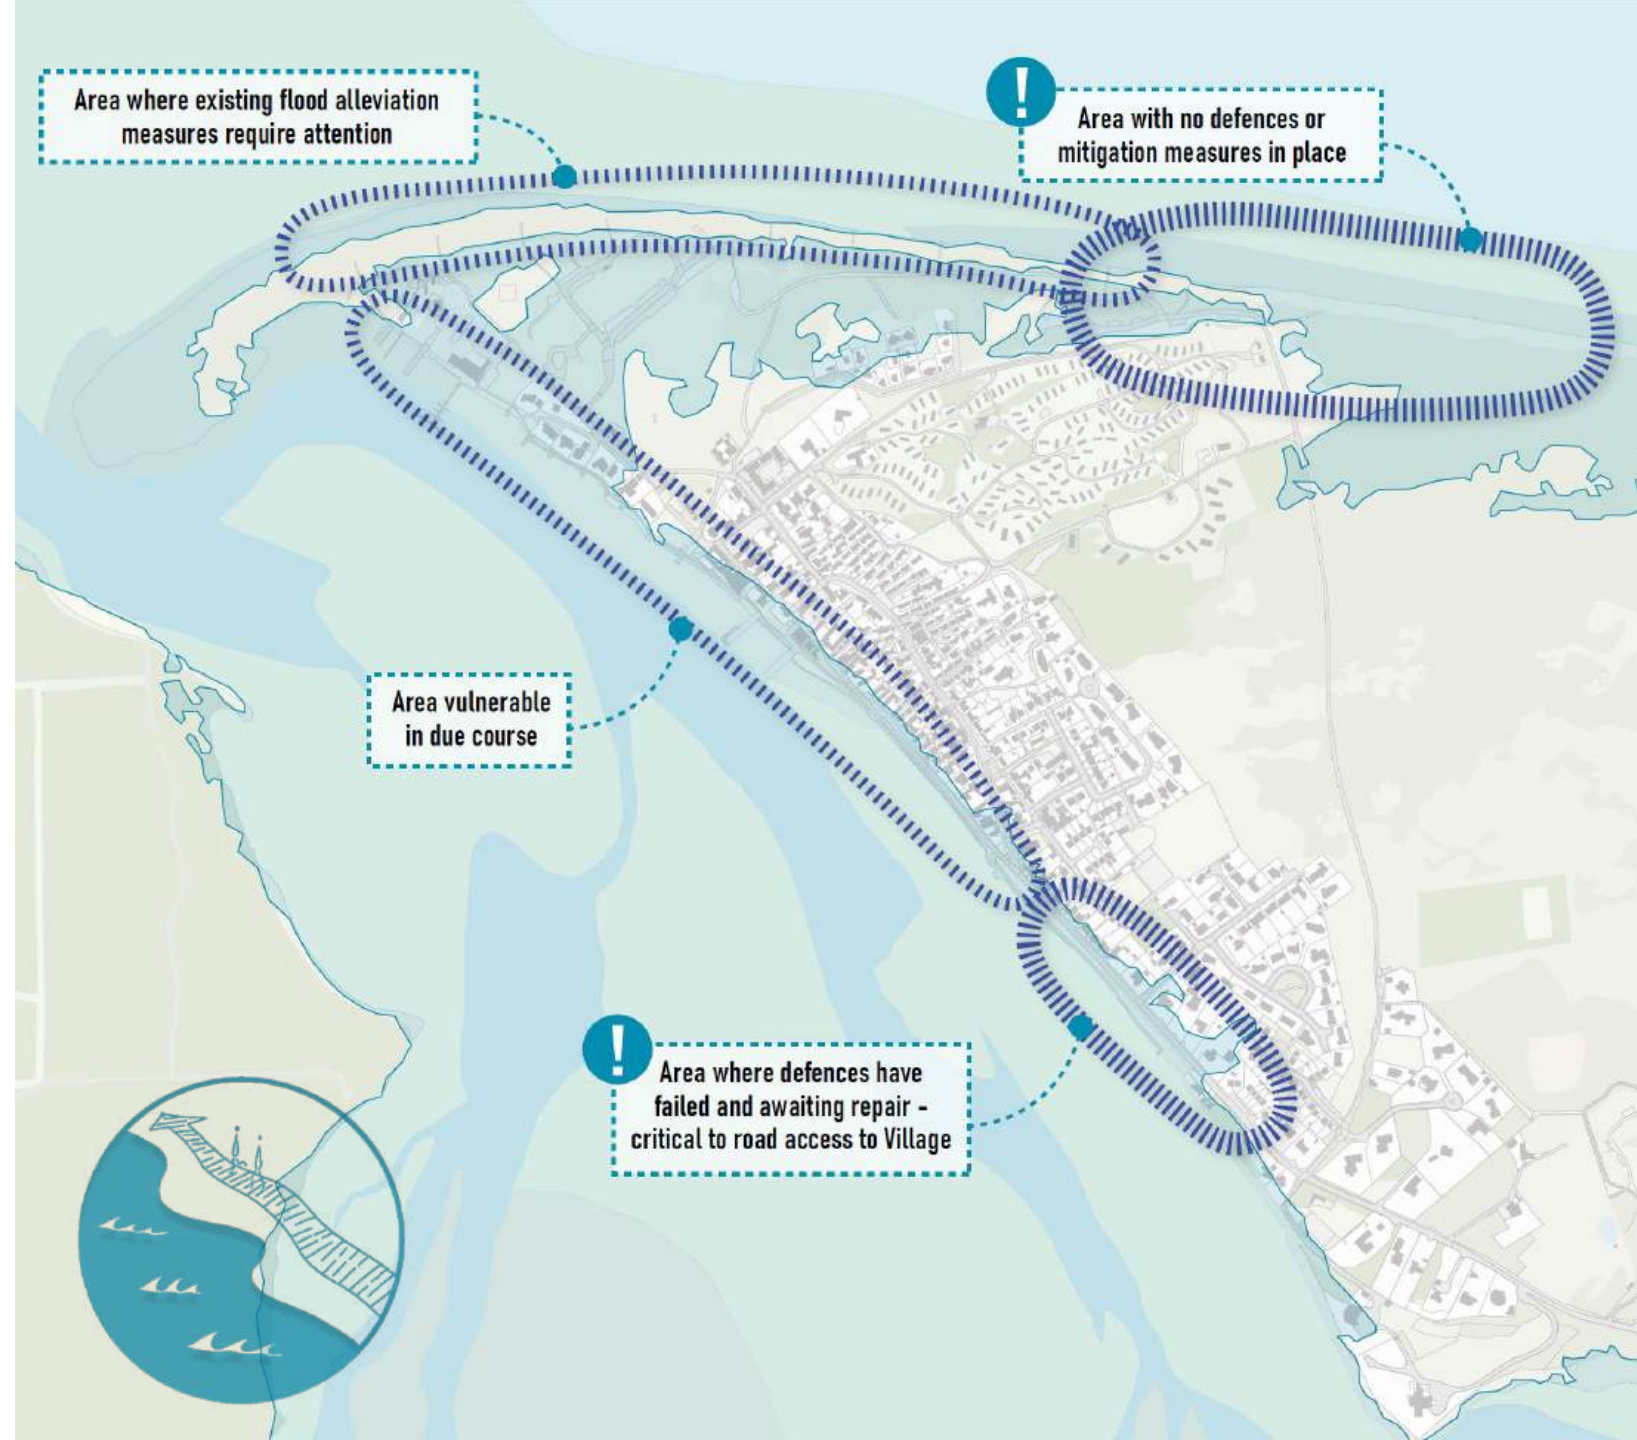 Area where existing flood alleviation
measures require attention
!
Area with no defences or
mitigation measures in place
Area vulnerable
in due course
!
Area where defences have
failed and awaiting repair -
critical to road access to Village